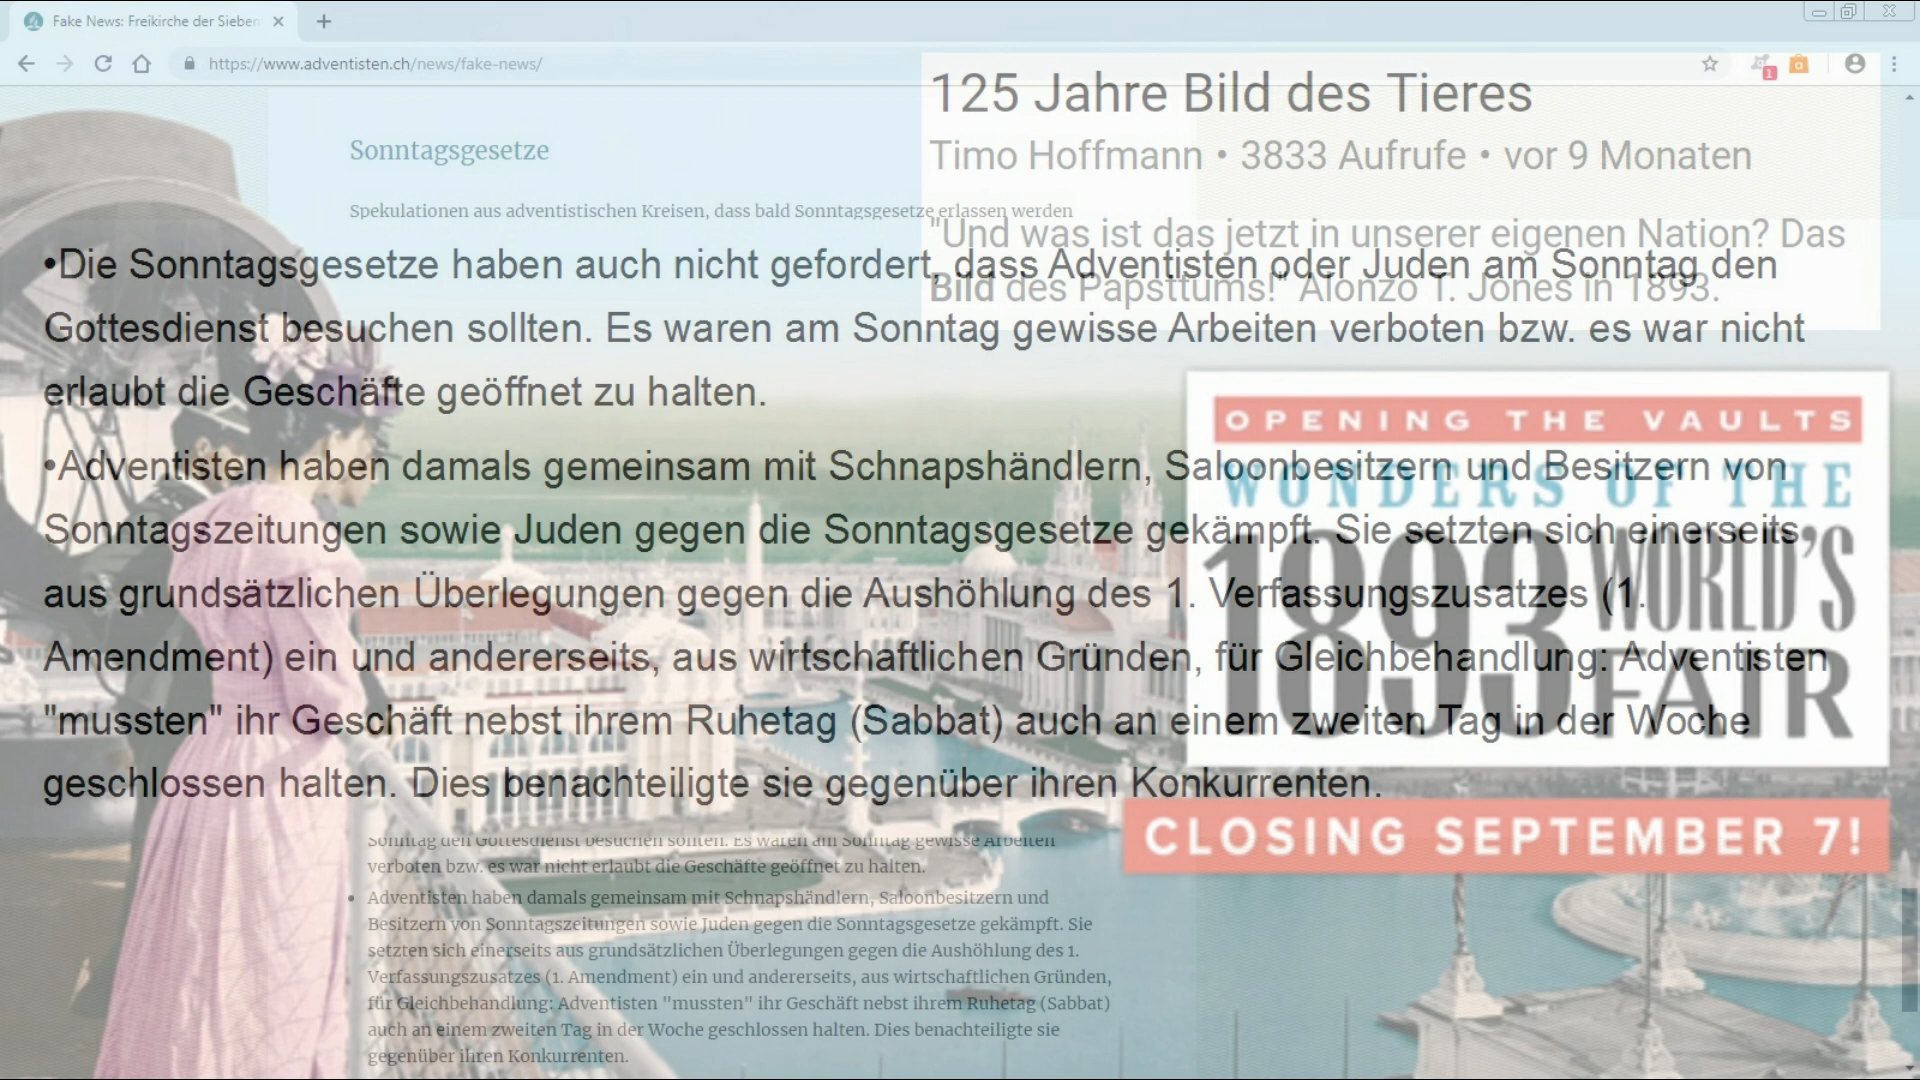 Fake News: Freikirche der Sieben
https://www.adventisten.ch/news/fake-news/
1
a
125 Jahre Bild des Tieres
Timo Hoffmann • 3833 Aufrufe • vor 9 Monaten
"Und was ist das jetzt in unserer eigenen Nation? Das
Bild des Papsttums!" Alonzo T. Jones in 1893.
Sonntagsgesetze
Spekulationen aus adventistischen Kreisen, dass bald Sonntagsgesetze erlassen werden
•Die Sonntagsgesetze haben auch nicht gefordert, dass Adventisten oder Juden am Sonntag den
Gottesdienst besuchen sollten. Es waren am Sonntag gewisse Arbeiten verboten bzw. es war nicht
erlaubt die Geschäfte geöffnet zu halten.
•Adventisten haben damals gemeinsam mit Schnapshändlern, Saloonbesitzern und Besitzern von
Sonntagszeitungen sowie Juden gegen die Sonntagsgesetze gekämpft. Sie setzten sich einerseits,
aus grundsätzlichen Überlegungen gegen die Aushöhlung des 1. Verfassungszusatzes (1.
Amendment) ein und andererseits, aus wirtschaftlichen Gründen, für Gleichbehandlung: Adventisten
"mussten" ihr Geschäft nebst ihrem Ruhetag (Sabbat) auch an einem zweiten Tag in der Woche
geschlossen halten. Dies benachteiligte sie gegenüber ihren Konkurrenten.
OPENING THE VAULTS
WONDERS OF THE
1893 WORLD'S
FAIR
CLOSING SEPTEMBER 7!
Sonntag den Gottesdienst besuchen sollten. Es waren am Sonntag gewisse Arbeiten
verboten bzw. es war nicht erlaubt die Geschäfte geöffnet zu halten.
• Adventisten haben damals gemeinsam mit Schnapshändlern, Saloonbesitzern und
Besitzern von Sonntagszeitungen sowie Juden gegen die Sonntagsgesetze gekämpft. Sie
setzten sich einerseits aus grundsätzlichen Überlegungen gegen die Aushöhlung des 1.
Verfassungszusatzes (1. Amendment) ein und andererseits, aus wirtschaftlichen Gründen,
für Gleichbehandlung: Adventisten "mussten" ihr Geschäft nebst ihrem Ruhetag (Sabbat)
auch an einem zweiten Tag in der Woche geschlossen halten. Dies benachteiligte sie
gegenüber ihren Konkurrenten.